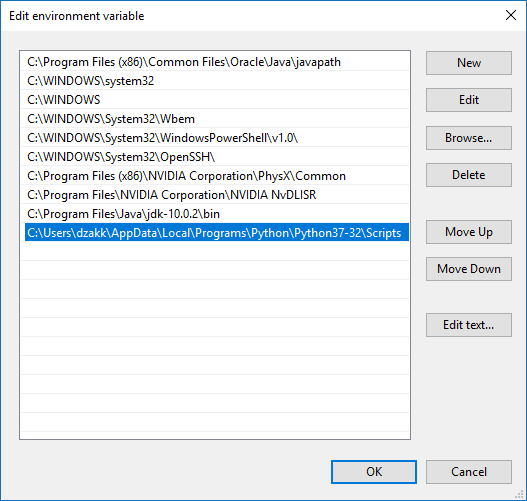 Edit environment variable
C:\Program Files (x86)\Common Files\Oracle\Java\javapath
C:\WINDOWS\system32
C:\WINDOWS
C:\WINDOWS\System32\Wbem
C:\WINDOWS\System32\WindowsPowerShell\v1.0\
C:\WINDOWS\System32\OpenSSH\
C:\Program Files (x86)\NVIDIA Corporation\PhysX\Common
C:\Program Files\NVIDIA Corporation\NVIDIA NvDLISR
C:\Program Files\Java\jdk-10.0.2\bin
C:\Users\dzakk\AppData\Local\Programs\Python\Python37-32\Scripts
New
Edit
Browse...
Delete
Move Up
Move Down
Edit text...
OK
Cancel